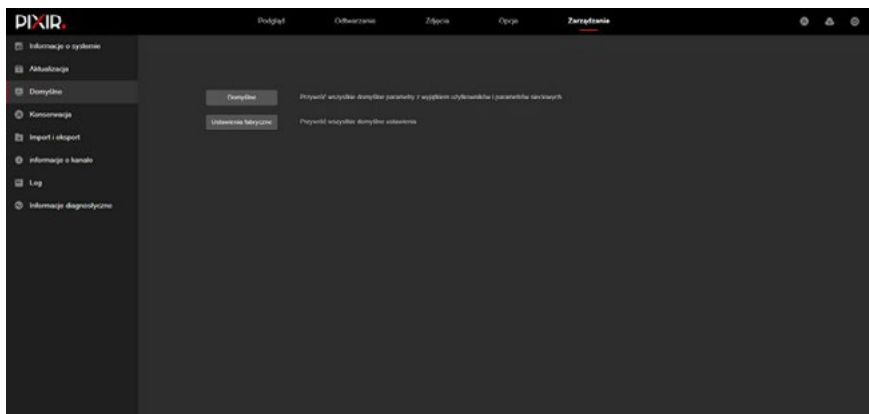 PIXIR.
Podgląd Odtwarzanie Zdjęcia Opcje Zarządzanie
Informacje o systemie
Aktualizacja
Domyślne
Konserwacja
Import i eksport
informacje o kanale
Log
Informacje diagnostyczne
Domyślne Przywróć wszystkie domyślne parametry z wyjątkiem użytkowników i parametrów sieciowych
Ustawienia fabryczne Przywróć wszystkie domyślne ustawienia